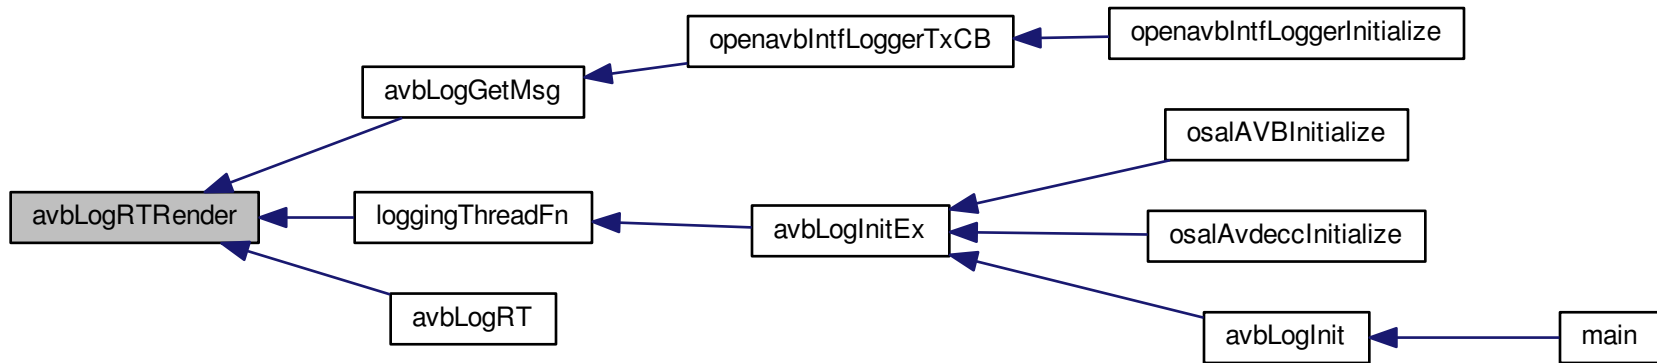 openavbIntfLoggerTxCB
openavbIntfLoggerInitialize
avbLogGetMsg
osalAVBInitialize
avbLogRTRender
loggingThreadFn
avbLogInitEx
osalAvdeccInitialize
avbLogRT
avbLogInit
main